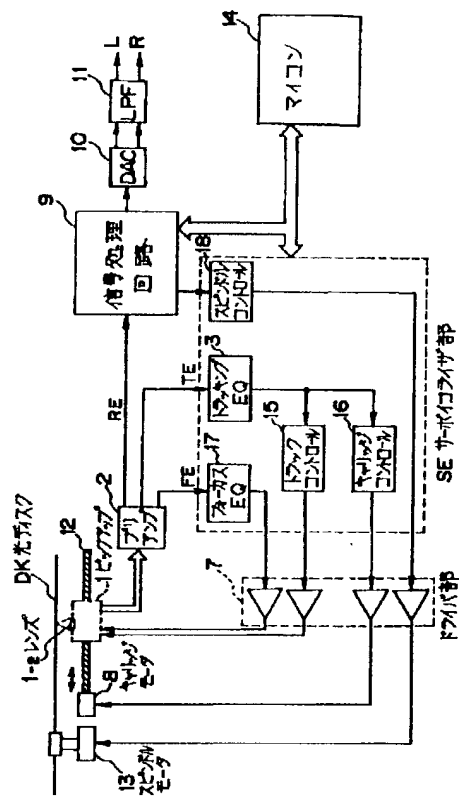 DK光ディスク
1-aレンズ
12
1 ピックアップ
8
キャリッジ
モータ
13 スピンドル
モータ
2
プリ
アンプ
RE
TE
FE
9
信号処理
回路
10
DAC
11
LPF
L
R
14
マイコン
17
フォーカス
EQ
3
トラッキング
EQ
18
スピンドル
コントロール
15
トラック
コントロール
16
キャリッジ
コントロール
SE サーボイコライザ部
7
ドライバ部